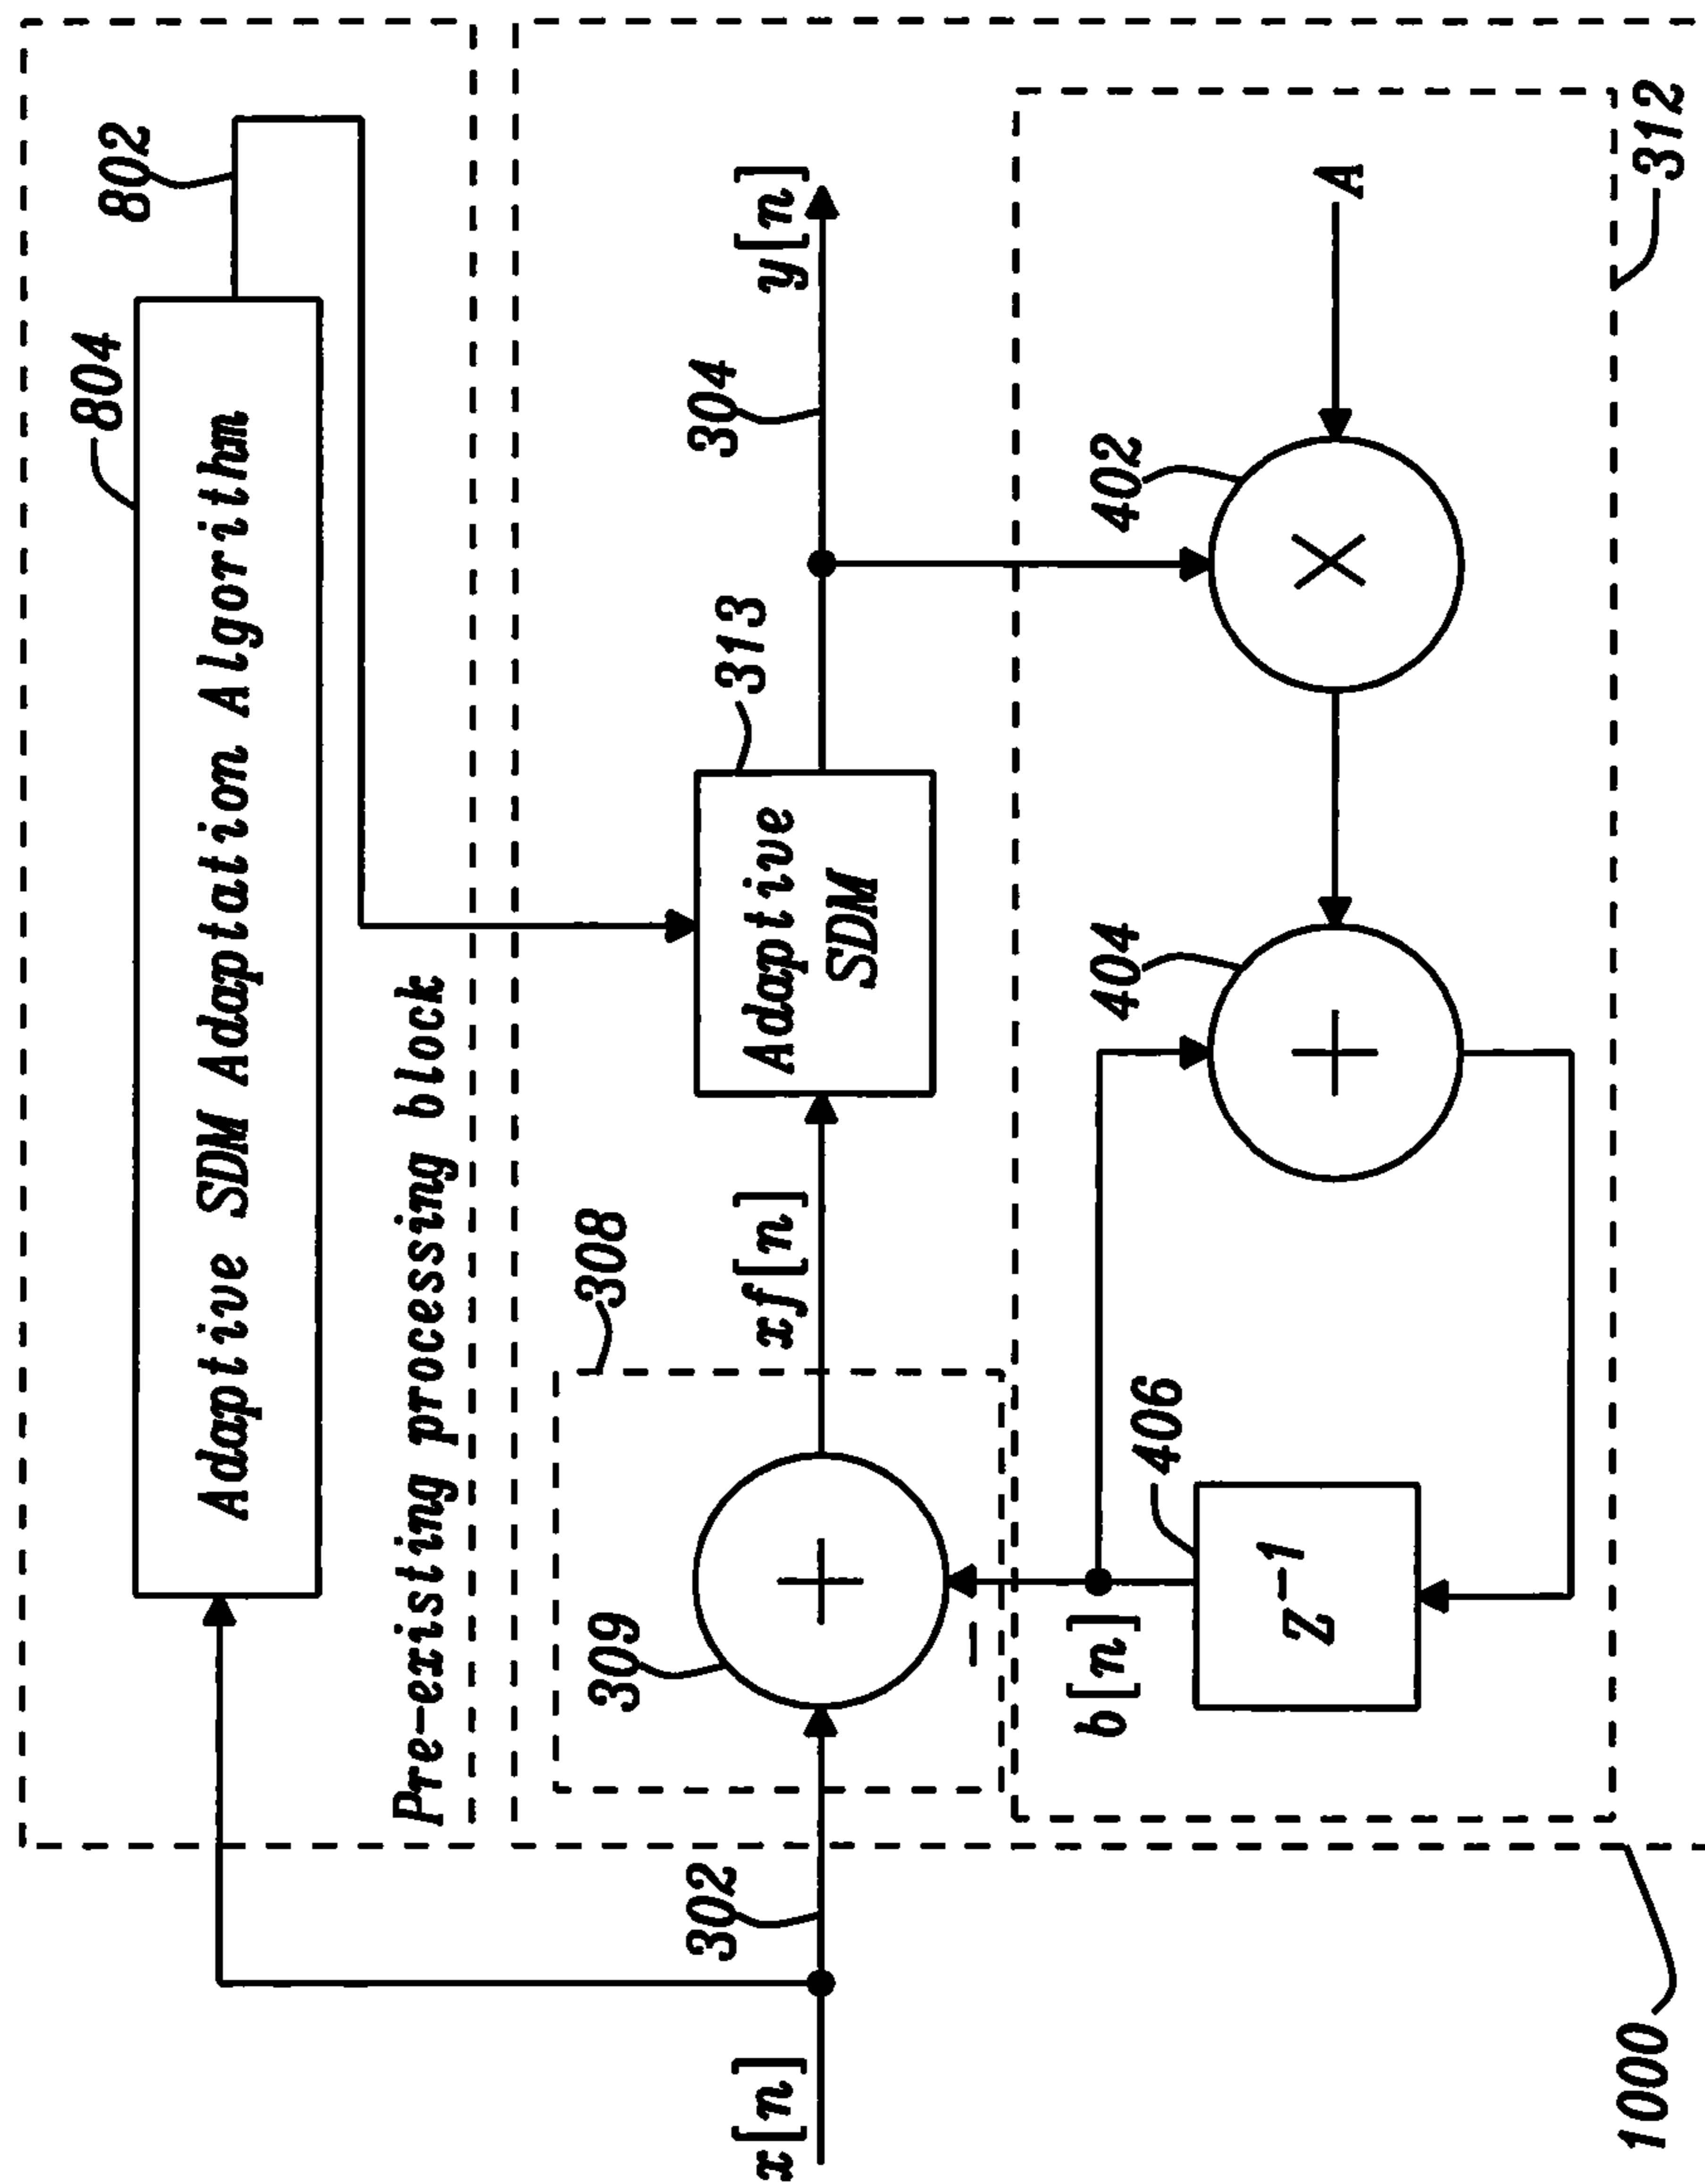 804
802
Adaptive SDM Adaptation Algorithm
Pre-existing processing block
308
309
313
304
x[n]
302
xf[n]
Adaptive
SDM
y[n]
b[n]
406
404
402
Z-1
A
1000
312